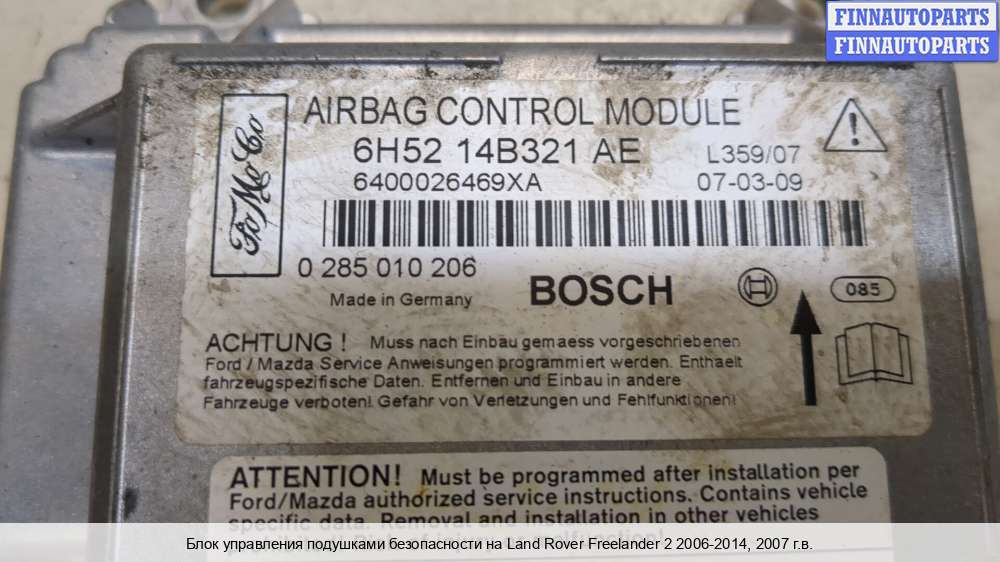 FINNAUTOPARTS
FINNAUTOPARTS
FoMoCo
AIRBAG CONTROL MODULE
6H52 14B321 AE
L359/07
6400026469XA
07-03-09
0 285 010 206
Made in Germany
BOSCH
085
ACHTUNG ! Muss nach Einbau gemaess vorgeschriebenen
Ford / Mazda Service Anweisungen programmiert werden. Enthaelt
fahrzeugspezifische Daten. Entfernen und Einbau in andere
Fahrzeuge verboten! Gefahr von Verletzungen und Fehlfunktionen!
ATTENTION! Must be programmed after installation per
Ford/Mazda authorized service instructions. Contains vehicle
specific data. Removal and installation in other vehicles
Блок управления подушками безопасности на Land Rover Freelander 2 2006-2014, 2007 г.в.